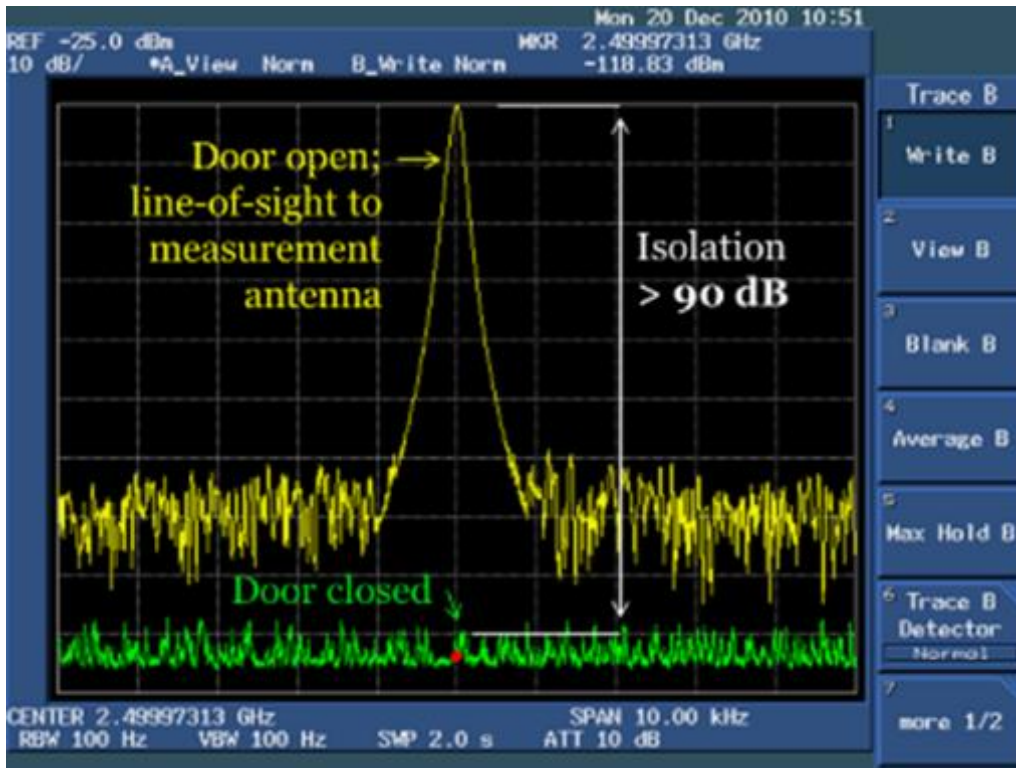 Mon 20 Dec 2010 10:51
REF -25.0 dBm MKR 2.49997313 GHz
10 dB/ *A_View Norm B_Write Norm -118.83 dBm
Trace B
1
Write B
2
View B
3
Blank B
4
Average B
5
Max Hold B
6
Trace B
Detector
Normal
7
more 1/2
Door open;
line-of-sight to
measurement
antenna
Isolation
> 90 dB
Door closed
CENTER 2.49997313 GHz SPAN 10.00 kHz
RBW 100 Hz VBW 100 Hz SWP 2.0 s ATT 10 dB